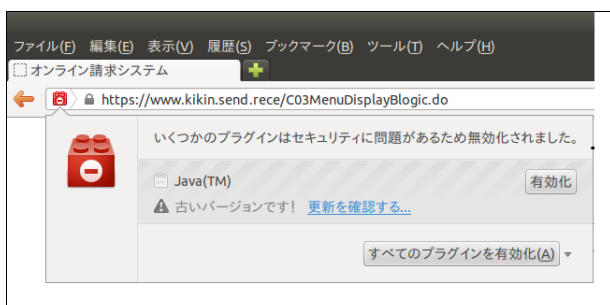 ファイル(F) 編集(E) 表示(V) 履歴(S) ブックマーク(B) ツール(T) ヘルプ(H)
オンライン請求システム
https://www.kikin.send.rece/C03MenuDisplayBlogic.do
いくつかのプラグインはセキュリティに問題があるため無効化されました。
Java(TM) 有効化
古いバージョンです! 更新を確認する...
すべてのプラグインを有効化(A)